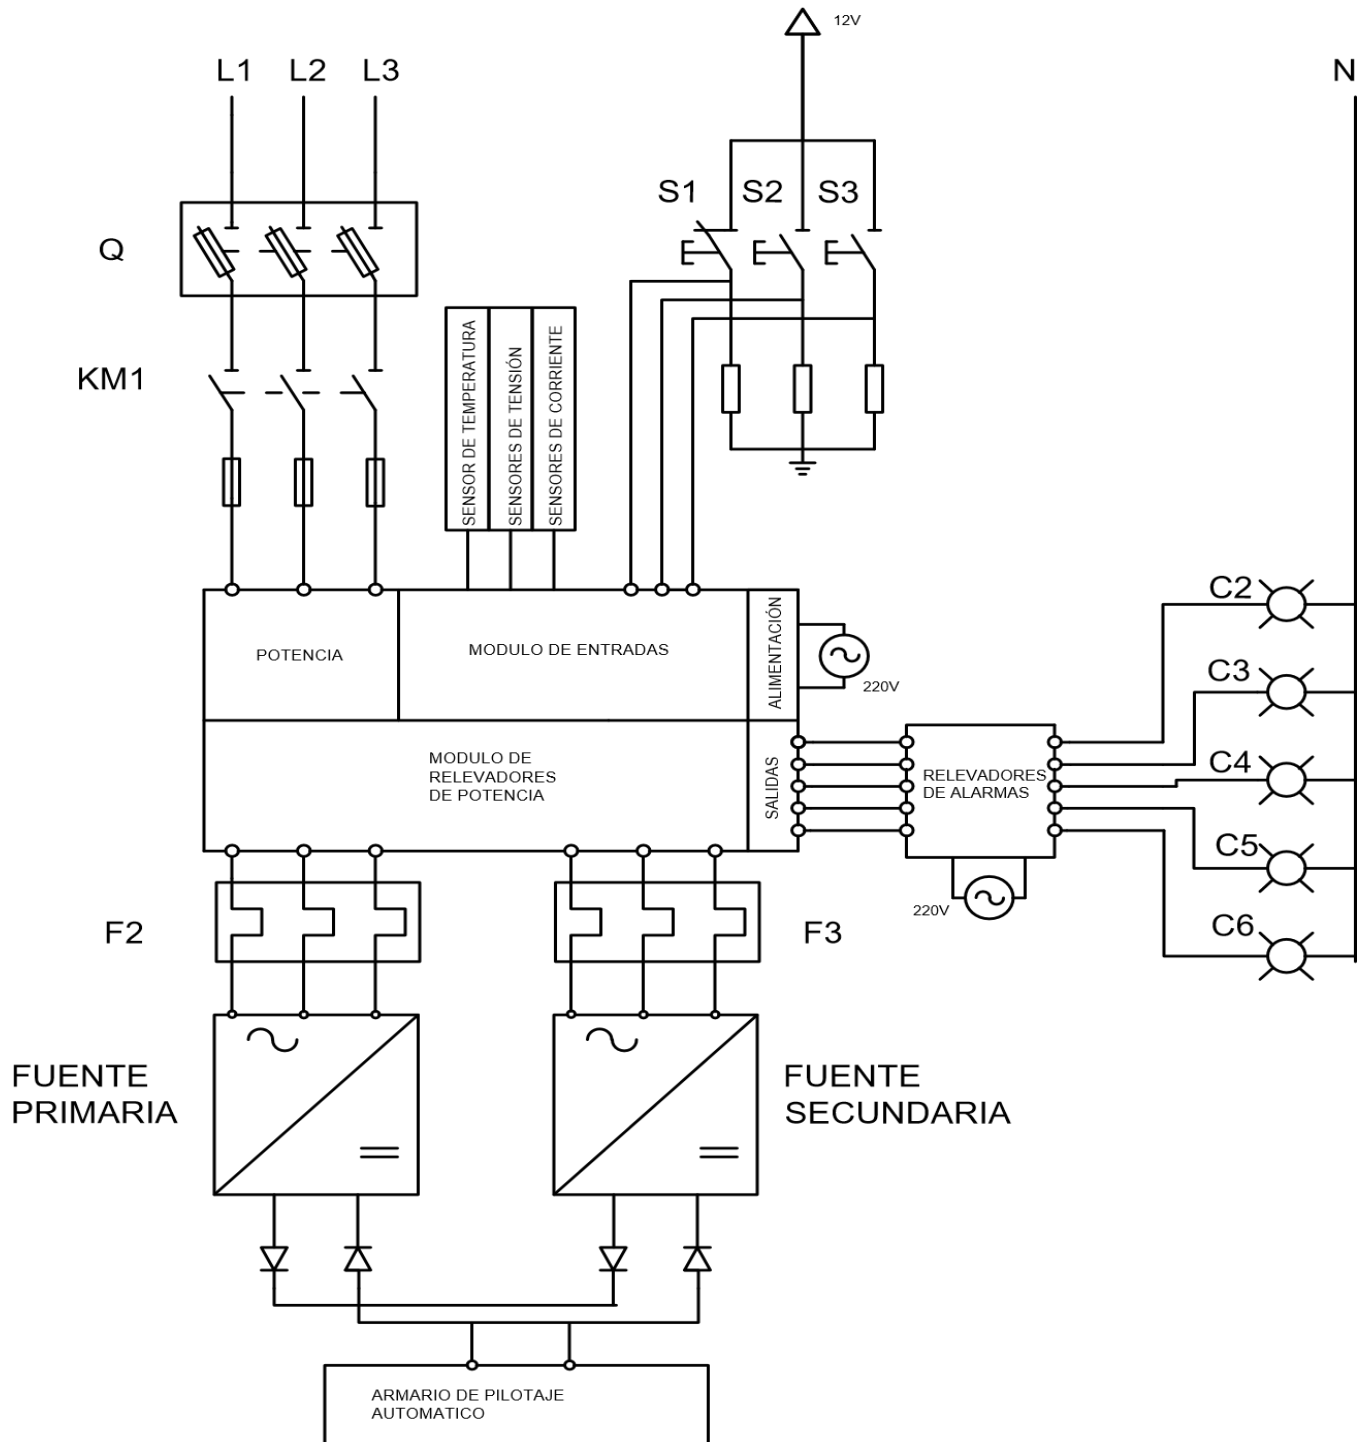 12V
L1 L2 L3
N
S1 S2 S3
Q
KM1
SENSOR DE TEMPERATURA
SENSORES DE TENSIÓN
SENSORES DE CORRIENTE
POTENCIA
MODULO DE ENTRADAS
ALIMENTACIÓN
220V
MODULO DE
RELEVADORES
DE POTENCIA
SALIDAS
RELEVADORES
DE ALARMAS
220V
C2
C3
C4
C5
C6
F2
F3
FUENTE
PRIMARIA
FUENTE
SECUNDARIA
ARMARIO DE PILOTAJE
AUTOMATICO